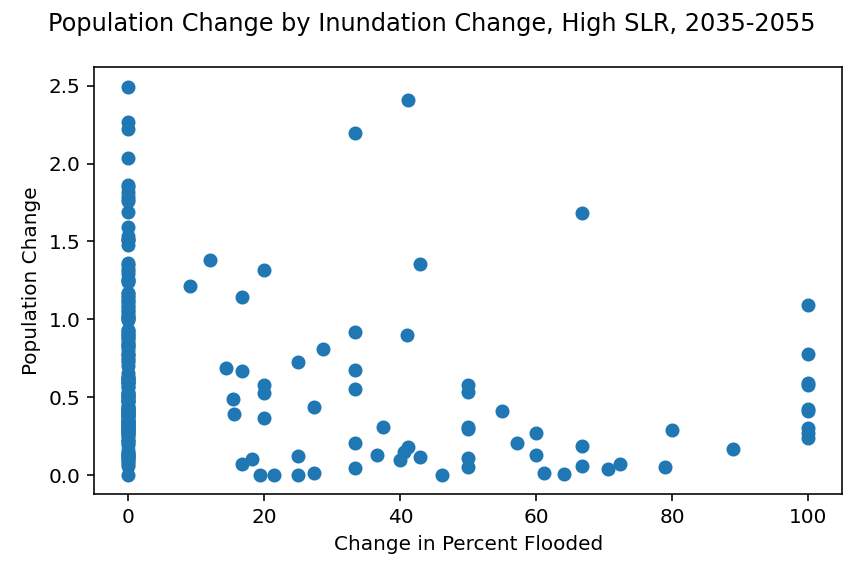 Population Change by Inundation Change, High SLR, 2035-2055
2.5
2.0
1.5
1.0
0.5
0.0
Population Change
0 20 40 60 80 100
Change in Percent Flooded